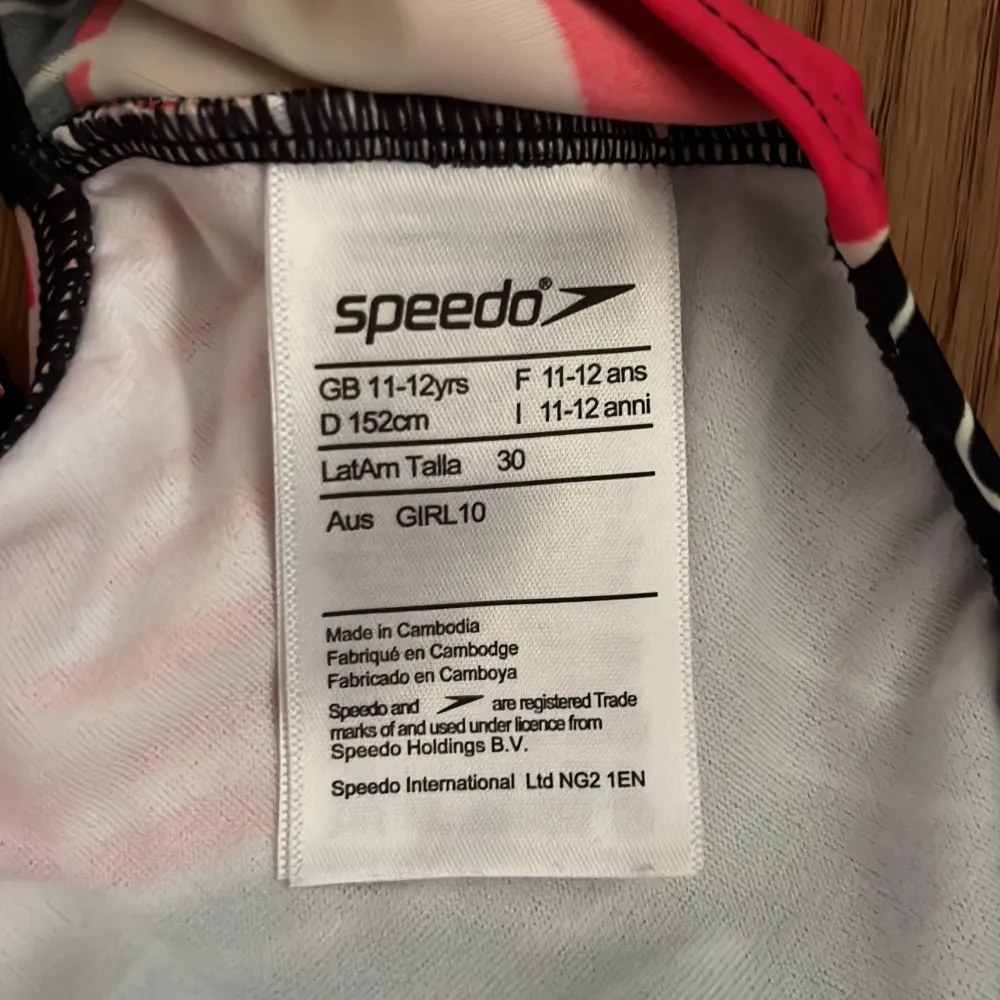 speedo®
GB 11-12yrs F 11-12 ans
D 152cm I 11-12 anni
LatAm Talla 30
Aus GIRL10
Made in Cambodia
Fabriqué en Cambodge
Fabricado en Camboya
Speedo and are registered Trade
marks of and used under licence from
Speedo Holdings B.V.
Speedo International Ltd NG2 1EN